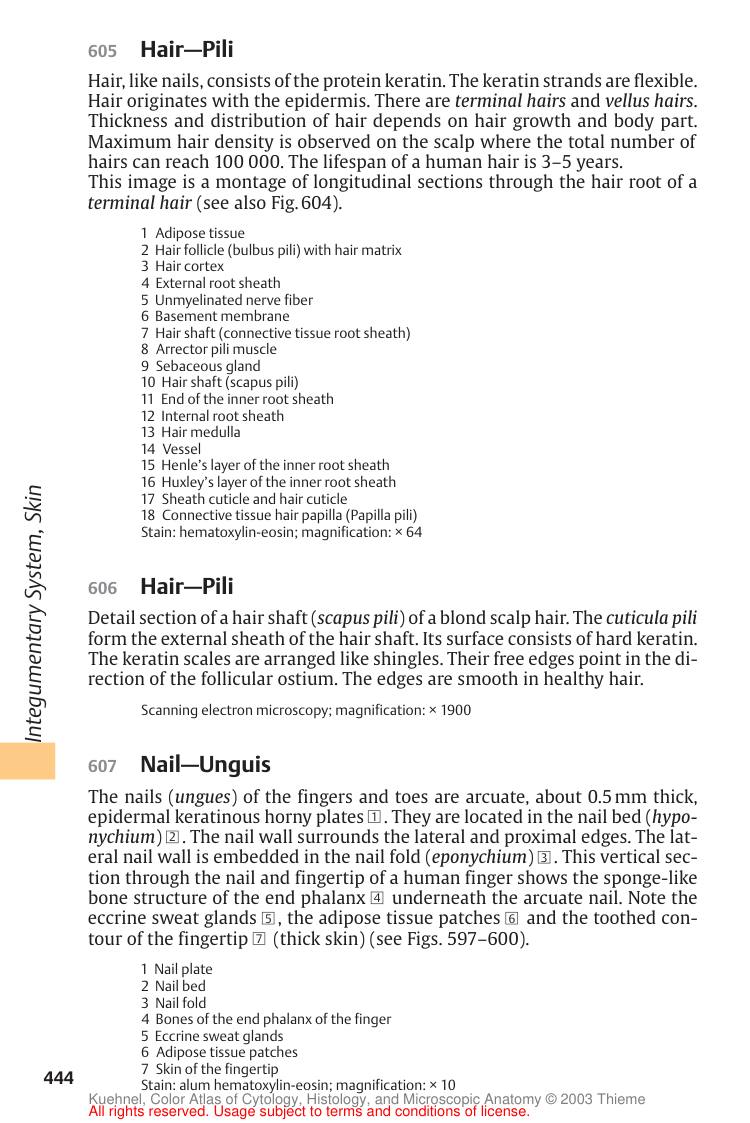 605 Hair—Pili
Hair, like nails, consists of the protein keratin. The keratin strands are flexible.
Hair originates with the epidermis. There are terminal hairs and vellus hairs.
Thickness and distribution of hair depends on hair growth and body part.
Maximum hair density is observed on the scalp where the total number of
hairs can reach 100 000. The lifespan of a human hair is 3–5 years.
This image is a montage of longitudinal sections through the hair root of a
terminal hair (see also Fig. 604).
1 Adipose tissue
2 Hair follicle (bulbus pili) with hair matrix
3 Hair cortex
4 External root sheath
5 Unmyelinated nerve fiber
6 Basement membrane
7 Hair shaft (connective tissue root sheath)
8 Arrector pili muscle
9 Sebaceous gland
10 Hair shaft (scapus pili)
11 End of the inner root sheath
12 Internal root sheath
13 Hair medulla
14 Vessel
15 Henle's layer of the inner root sheath
16 Huxley's layer of the inner root sheath
17 Sheath cuticle and hair cuticle
18 Connective tissue hair papilla (Papilla pili)
Stain: hematoxylin-eosin; magnification: × 64
606 Hair—Pili
Detail section of a hair shaft (scapus pili) of a blond scalp hair. The cuticula pili
form the external sheath of the hair shaft. Its surface consists of hard keratin.
The keratin scales are arranged like shingles. Their free edges point in the di-
rection of the follicular ostium. The edges are smooth in healthy hair.
Scanning electron microscopy; magnification: × 1900
607 Nail—Unguis
The nails (ungues) of the fingers and toes are arcuate, about 0.5 mm thick,
epidermal keratinous horny plates 1. They are located in the nail bed (hypo-
nychium) 2. The nail wall surrounds the lateral and proximal edges. The lat-
eral nail wall is embedded in the nail fold (eponychium) 3. This vertical sec-
tion through the nail and fingertip of a human finger shows the sponge-like
bone structure of the end phalanx 4 underneath the arcuate nail. Note the
eccrine sweat glands 5, the adipose tissue patches 6 and the toothed con-
tour of the fingertip 7 (thick skin) (see Figs. 597–600).
1 Nail plate
2 Nail bed
3 Nail fold
4 Bones of the end phalanx of the finger
5 Eccrine sweat glands
6 Adipose tissue patches
7 Skin of the fingertip
Stain: alum hematoxylin-eosin; magnification: × 10
Integumentary System, Skin
444
Kuehnel, Color Atlas of Cytology, Histology, and Microscopic Anatomy © 2003 Thieme
All rights reserved. Usage subject to terms and conditions of license.